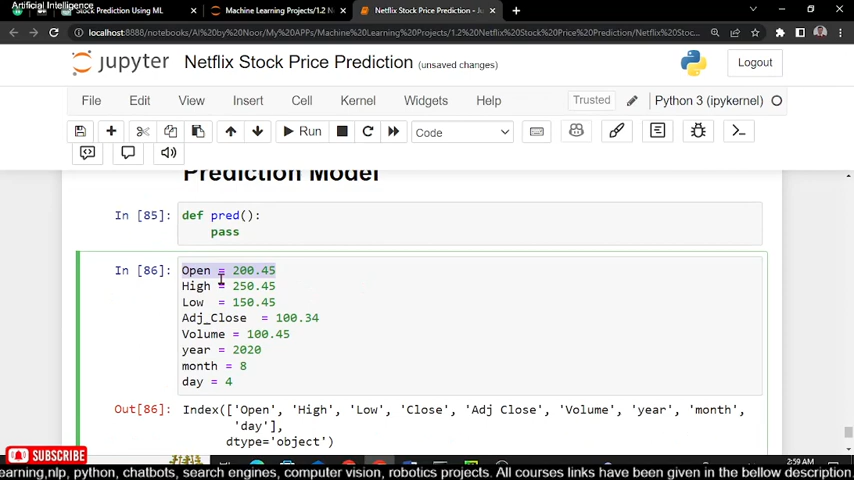 Artificial Intelligence
Stock Prediction Using ML
Machine Learning Projects/1.2 N
Netflix Stock Price Prediction - Ju
localhost:8888/notebooks/AI%20by%20Noor/My%20APPs/Machine%20Learning%20Projects/1.2%20Netflix%20Stock%20Price%20Prediction/Netflix%20Stoc...
jupyter Netflix Stock Price Prediction (unsaved changes)
Logout
File Edit View Insert Cell Kernel Widgets Help
Trusted
Python 3 (ipykernel)
Run
Code
Prediction Model
In [85]: def pred():
pass
In [86]: Open = 200.45
High = 250.45
Low = 150.45
Adj_Close = 100.34
Volume = 100.45
year = 2020
month = 8
day = 4
Out[86]: Index(['Open', 'High', 'Low', 'Close', 'Adj Close', 'Volume', 'year', 'month',
'day'],
dtype='object')
SUBSCRIBE
2:59 AM
earning,nlp, python, chatbots, search engines, computer vision, robotics projects. All courses links have been given in the bellow description